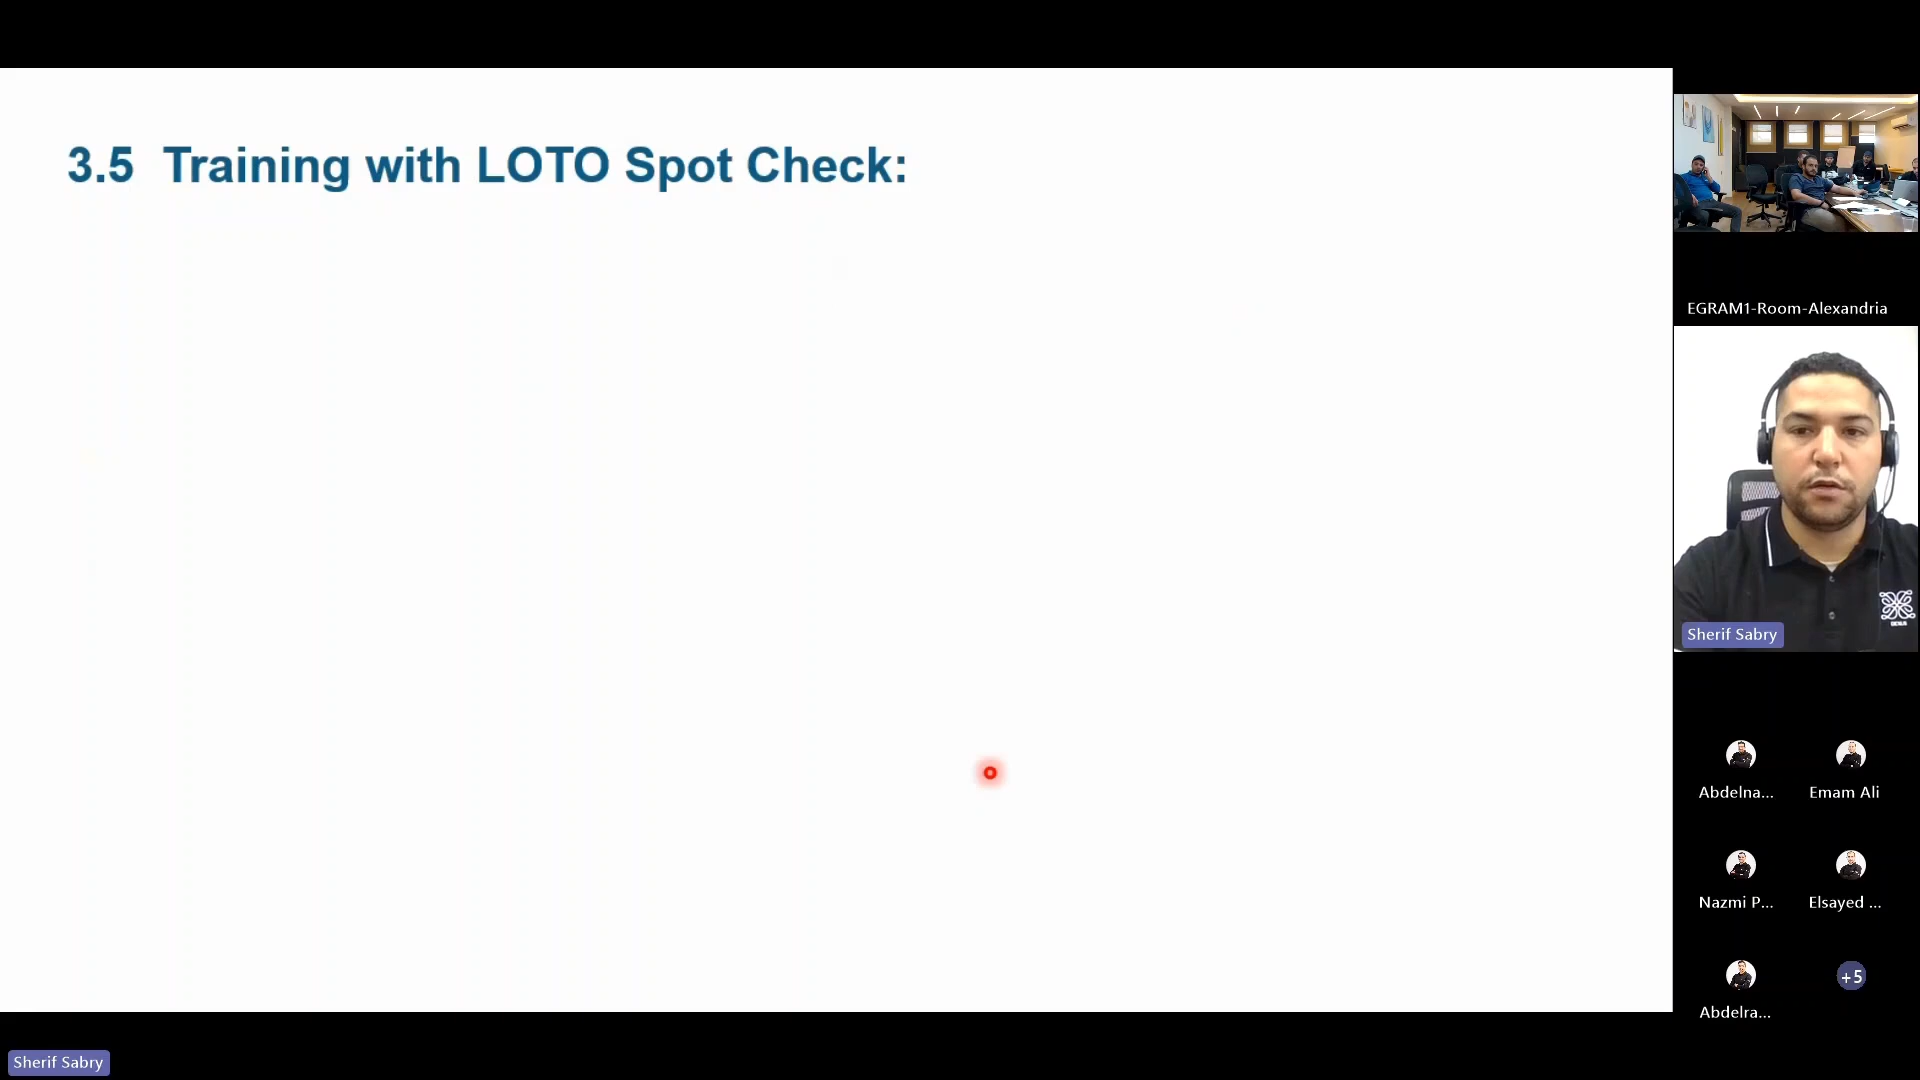 3.5 Training with LOTO Spot Check:
EGRAM1-Room-Alexandria
Sherif Sabry
Abdelna...
Emam Ali
Nazmi P...
Elsayed ...
Abdelra...
+5
Sherif Sabry